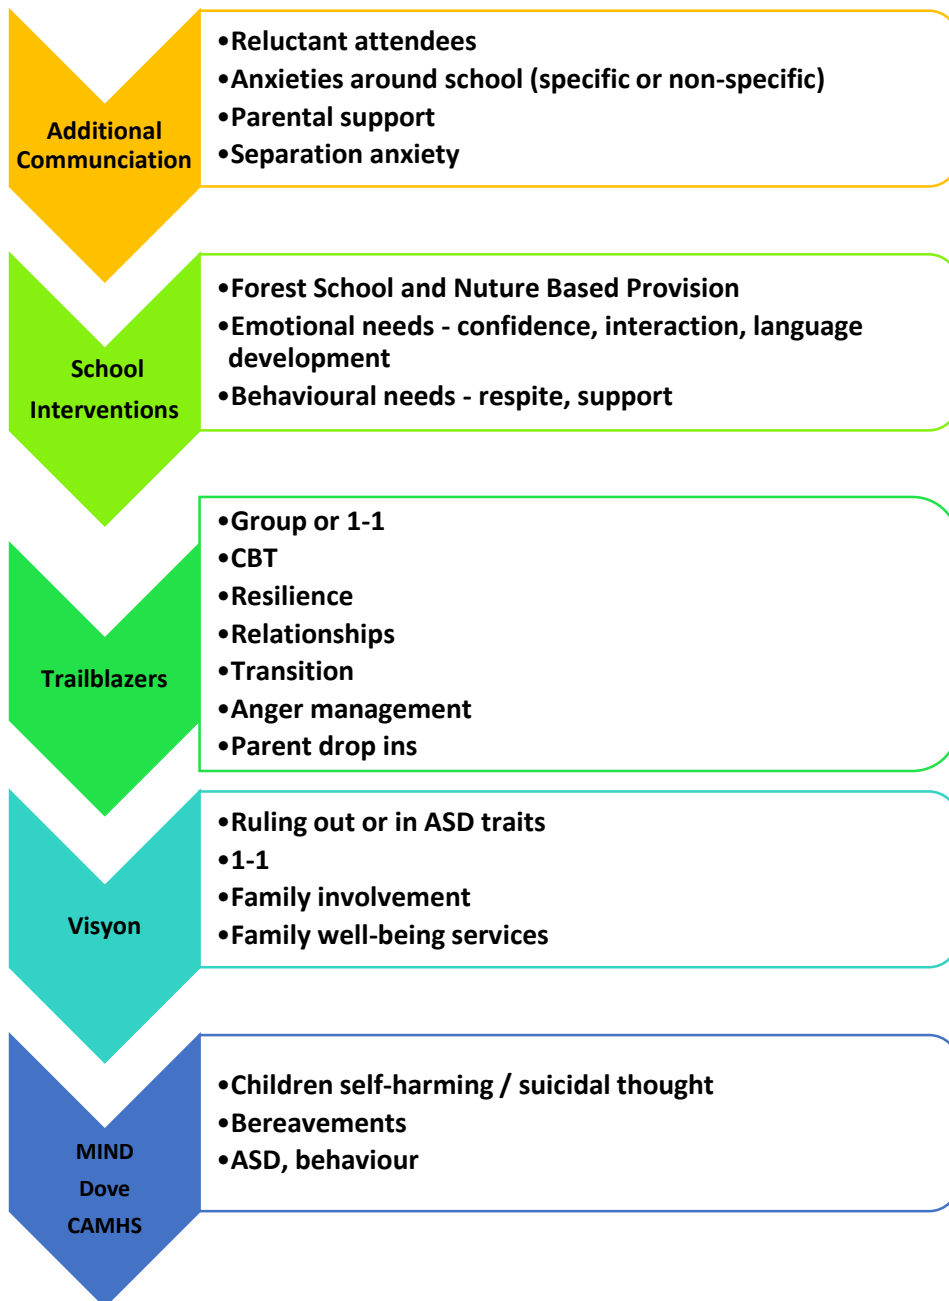 Additional
Communciation
•Reluctant attendees
•Anxieties around school (specific or non-specific)
•Parental support
•Separation anxiety
School
Interventions
•Forest School and Nuture Based Provision
•Emotional needs - confidence, interaction, language
development
•Behavioural needs - respite, support
Trailblazers
•Group or 1-1
•CBT
•Resilience
•Relationships
•Transition
•Anger management
•Parent drop ins
Visyon
•Ruling out or in ASD traits
•1-1
•Family involvement
•Family well-being services
MIND
Dove
CAMHS
•Children self-harming / suicidal thought
•Bereavements
•ASD, behaviour